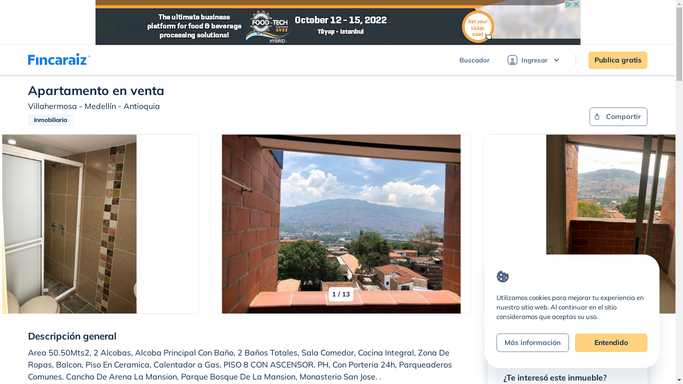 The ultimate business
platform for food & beverage
processing solutions!
FOOD-TECH
HYBRID
October 12 - 15, 2022
Tüyap - Istanbul
Get your
ticket
now!
Fincaraiz
Buscador
Ingresar
Publica gratis
Apartamento en venta
Villahermosa - Medellín - Antioquia
Inmobiliaria
Compartir
1 / 13
Utilizamos cookies para mejorar tu experiencia en
nuestro sitio web. Al continuar en el sitio
consideramos que aceptas su uso.
Más información
Entendido
Descripción general
Area 50.50Mts2, 2 Alcobas, Alcoba Principal Con Baño, 2 Baños Totales, Sala Comedor, Cocina Integral, Zona De
Ropas, Balcon, Piso En Ceramica, Calentador a Gas. PISO 8 CON ASCENSOR. PH. Con Porteria 24h, Parqueaderos
Comunes. Cancha De Arena La Mansion, Parque Bosque De La Mansion, Monasterio San Jose. .
¿Te interesó este inmueble?